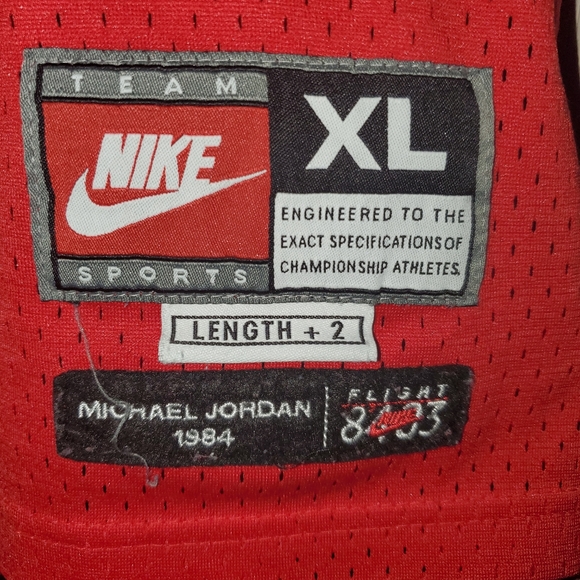 TEAM
NIKE
SPORTS
XL
ENGINEERED TO THE
EXACT SPECIFICATIONS OF
CHAMPIONSHIP ATHLETES.
LENGTH + 2
MICHAEL JORDAN
1984
FLIGHT
8403
NIKE